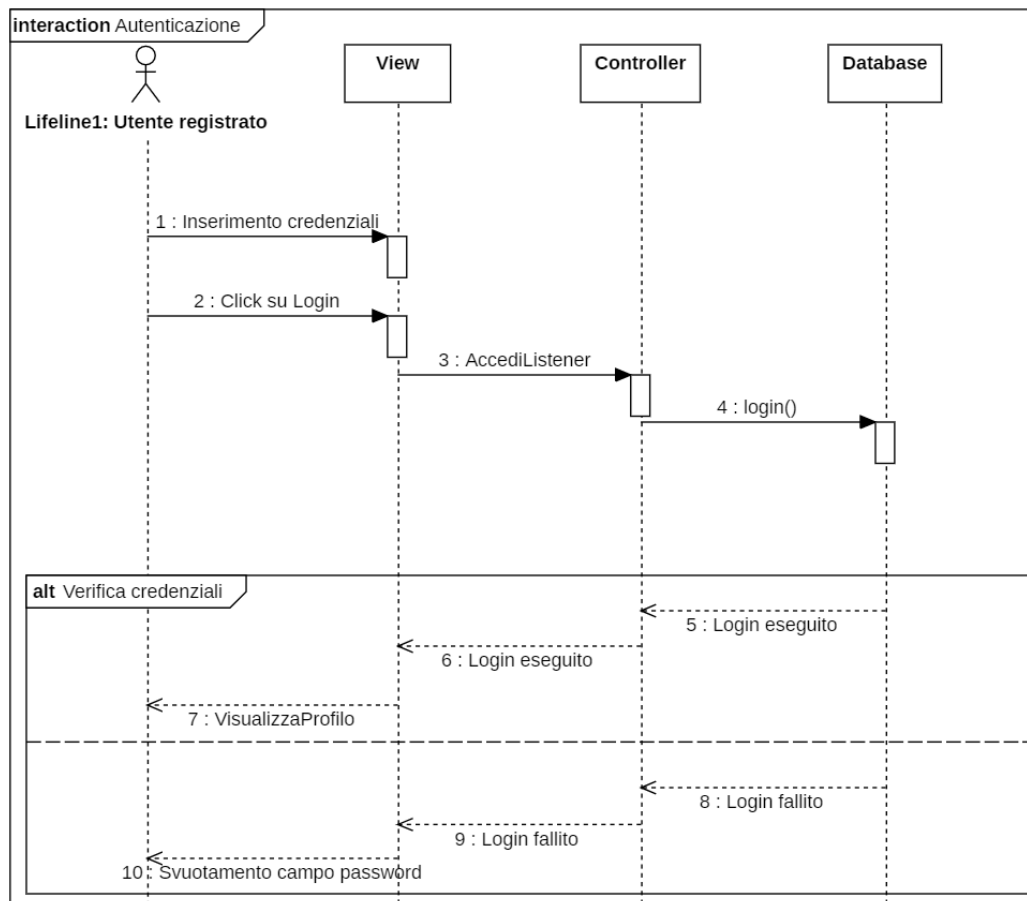 interaction Autenticazione
View
Controller
Database
Lifeline1: Utente registrato
1 : Inserimento credenziali
2 : Click su Login
3 : AccediListener
4 : login()
alt Verifica credenziali
5 : Login eseguito
6 : Login eseguito
7 : VisualizzaProfilo
8 : Login fallito
9 : Login fallito
10 : Svuotamento campo password